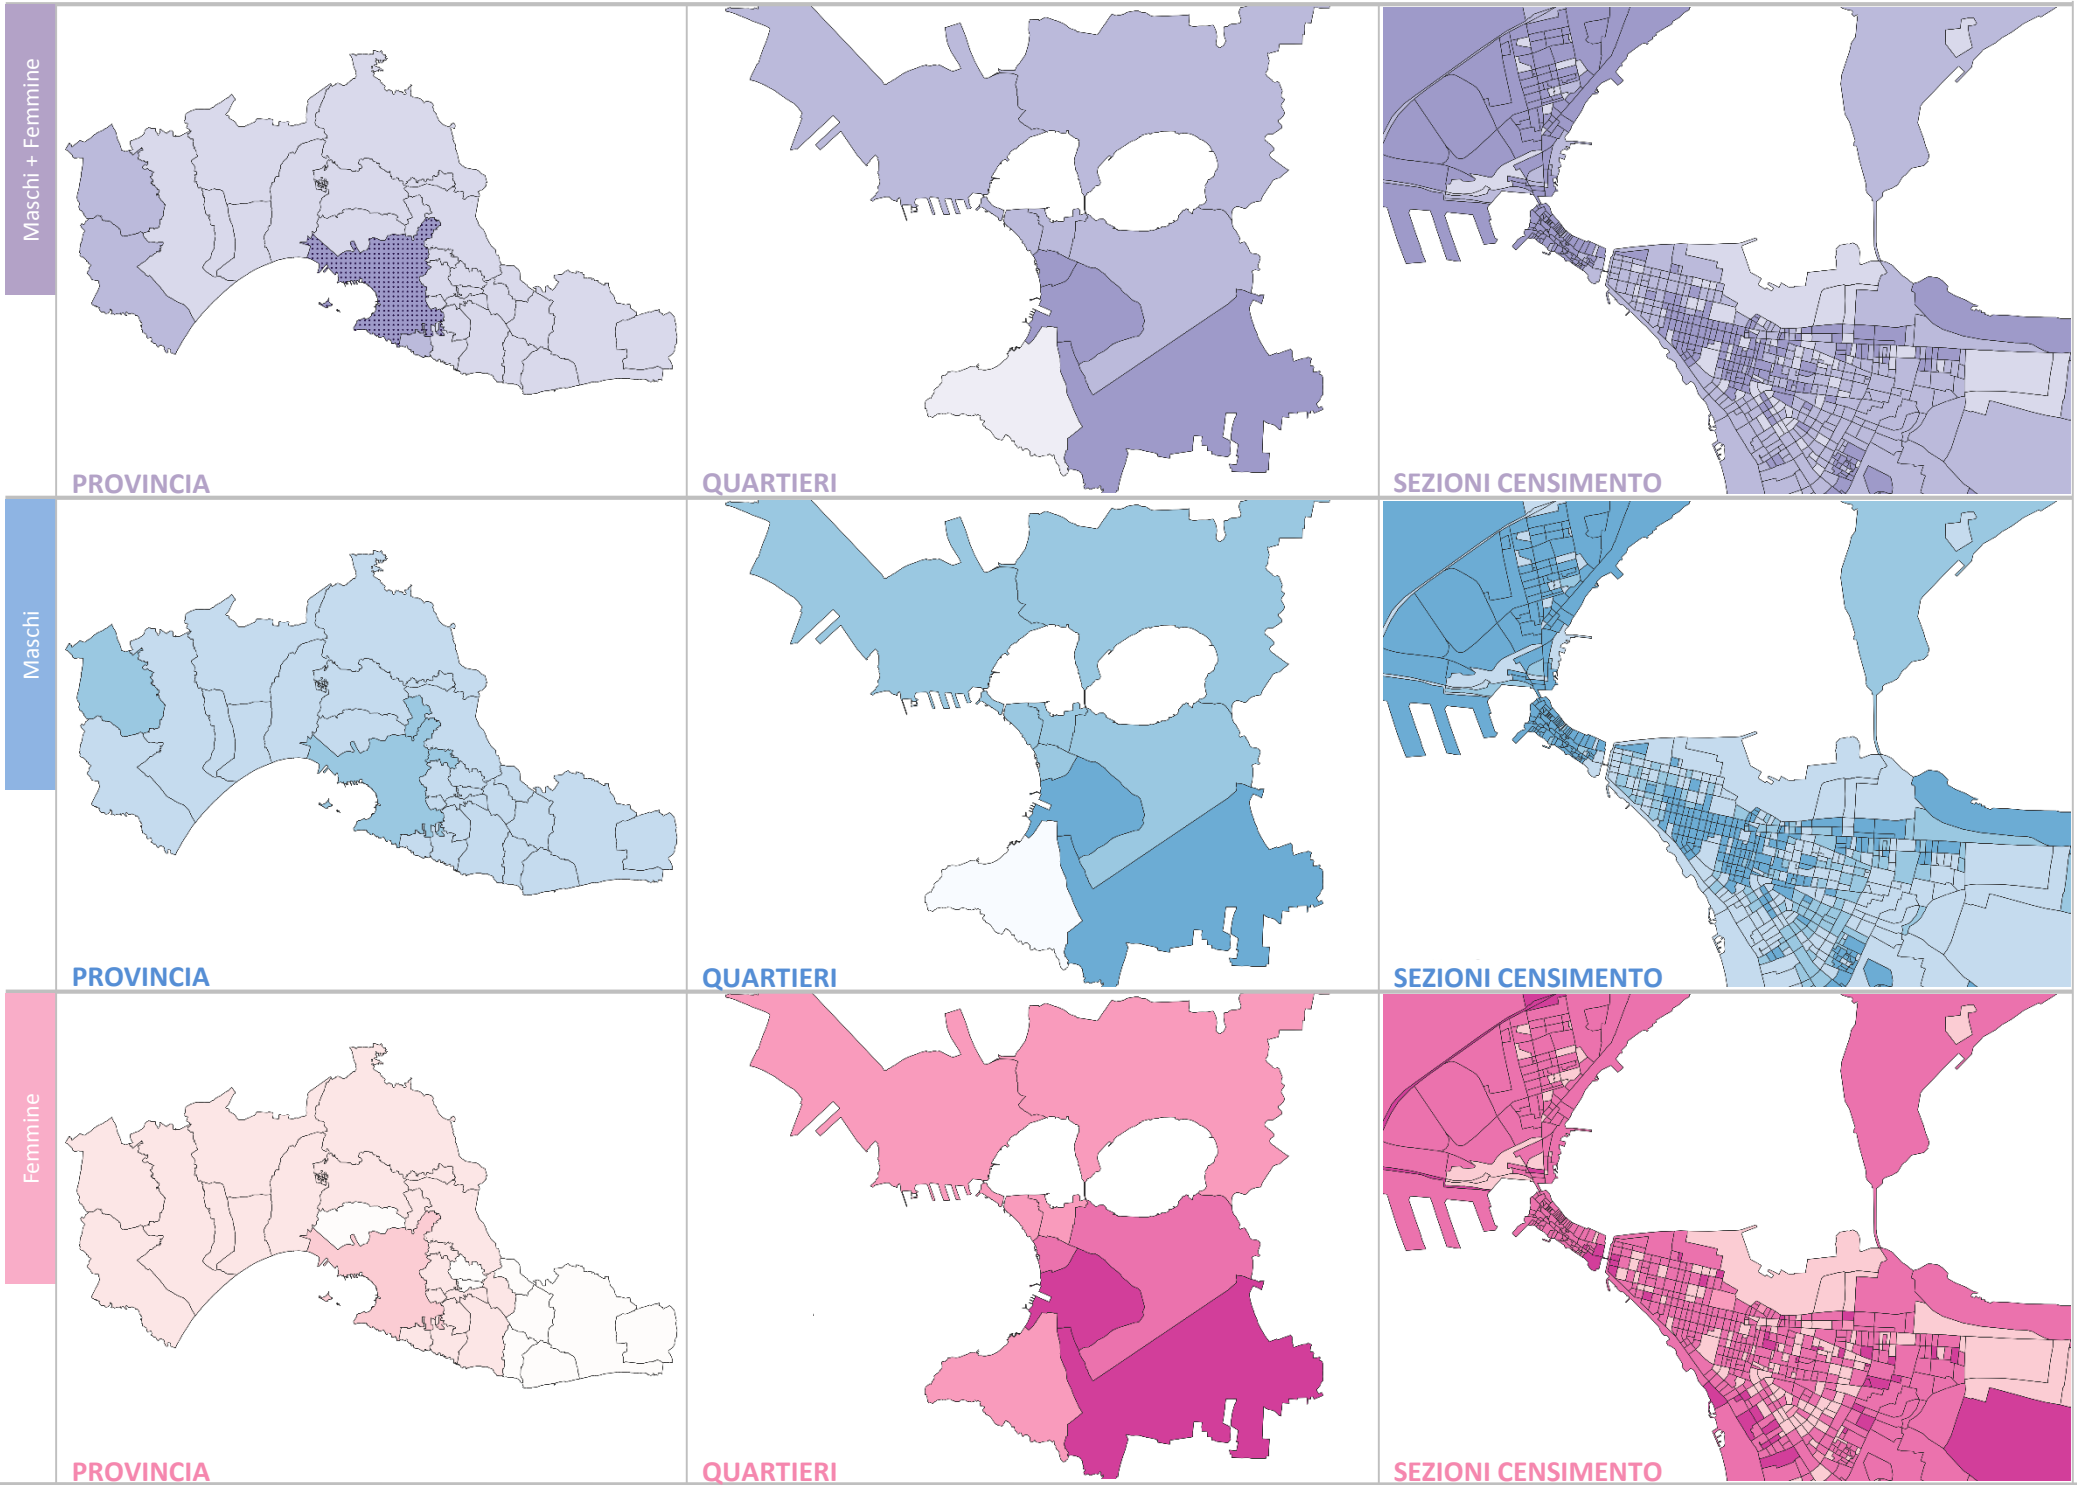 Maschi + Femmine
PROVINCIA
QUARTIERI
SEZIONI CENSIMENTO
Maschi
PROVINCIA
QUARTIERI
SEZIONI CENSIMENTO
Femmine
PROVINCIA
QUARTIERI
SEZIONI CENSIMENTO